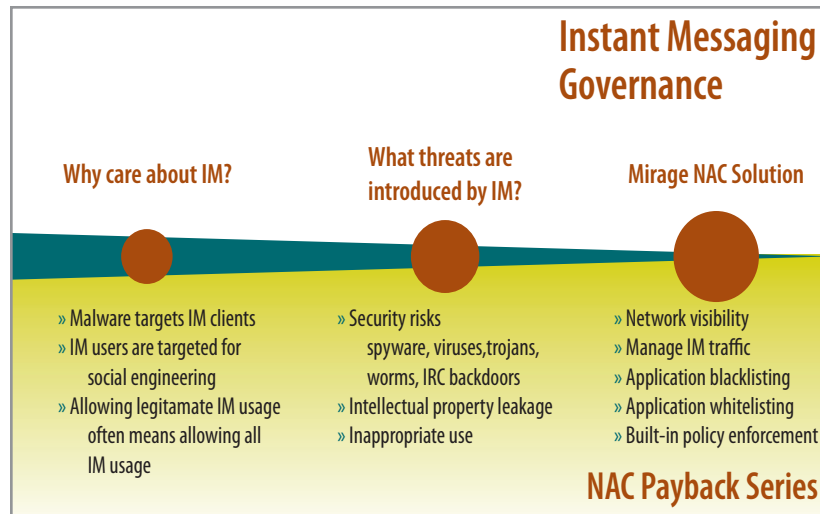 Instant Messaging
Governance
Why care about IM?
What threats are
introduced by IM?
Mirage NAC Solution
» Malware targets IM clients
» IM users are targeted for
social engineering
» Allowing legitamate IM usage
often means allowing all
IM usage
» Security risks
spyware, viruses,trojans,
worms, IRC backdoors
» Intellectual property leakage
» Inappropriate use
» Network visibility
» Manage IM traffic
» Application blacklisting
» Application whitelisting
» Built-in policy enforcement
NAC Payback Series